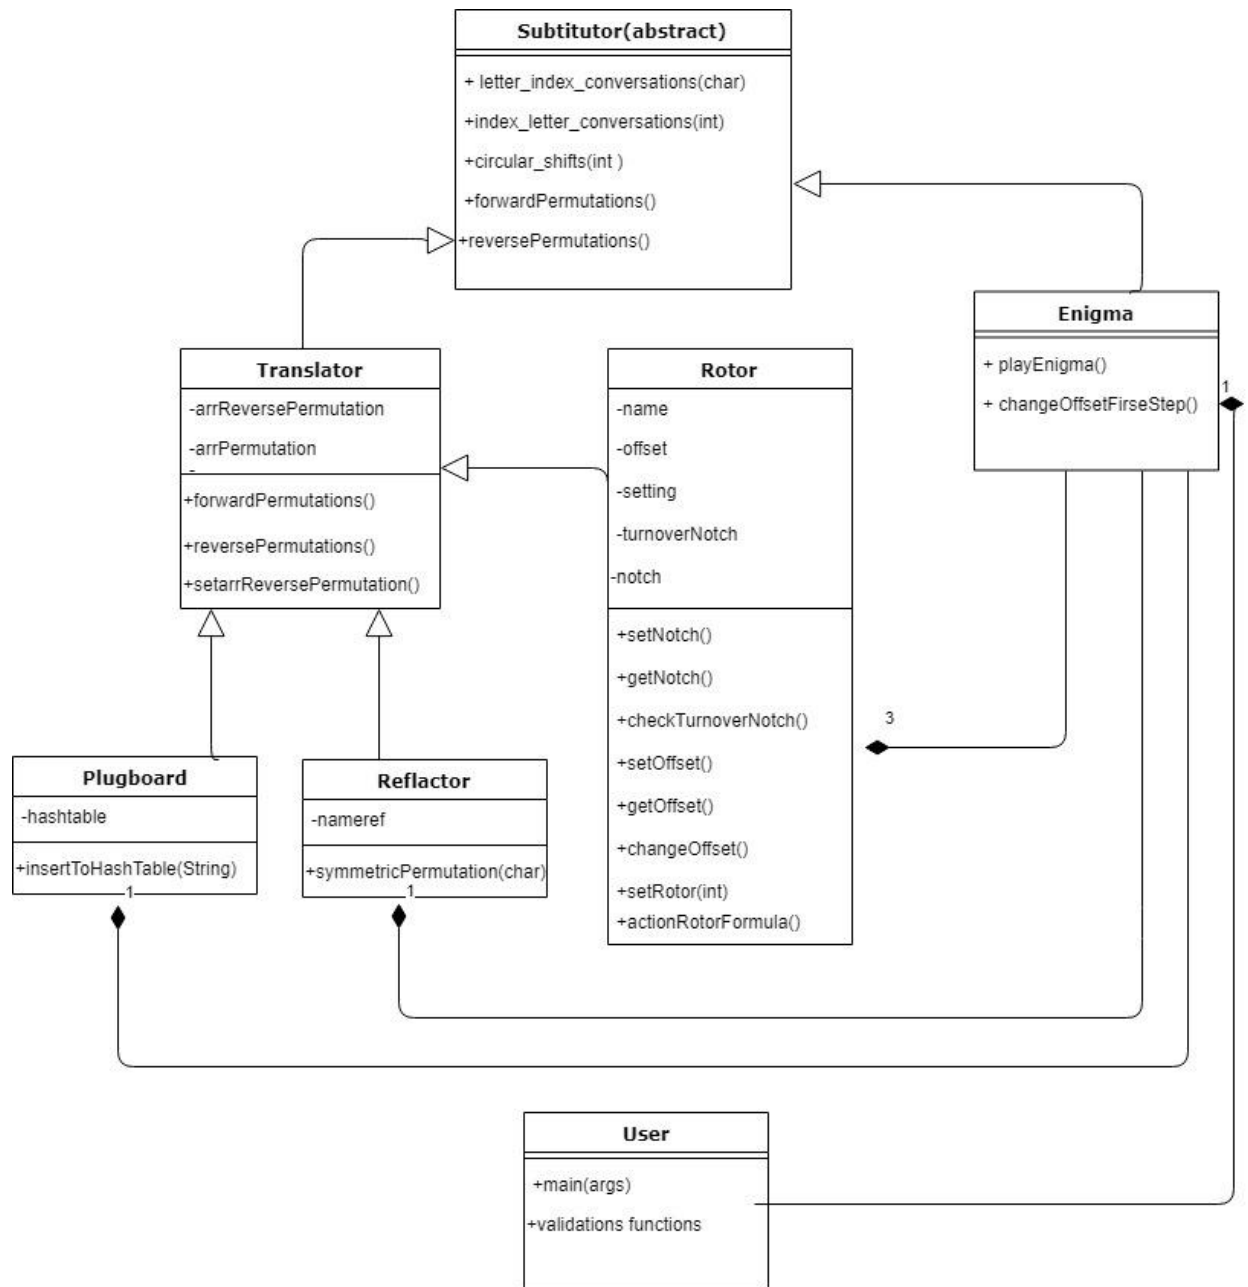 Subtitutor(abstract)
+ letter_index_conversations(char)
+index_letter_conversations(int)
+circular_shifts(int )
+forwardPermutations()
+reversePermutations()
Enigma
+ playEnigma()
+ changeOffsetFirseStep()
1
Translator
-arrReversePermutation
-arrPermutation
-
+forwardPermutations()
+reversePermutations()
+setarrReversePermutation()
Rotor
-name
-offset
-setting
-turnoverNotch
-notch
+setNotch()
+getNotch()
+checkTurnoverNotch()
+setOffset()
+getOffset()
+changeOffset()
+setRotor(int)
+actionRotorFormula()
3
Plugboard
-hashtable
+insertToHashTable(String)
1
Reflactor
-nameref
+symmetricPermutation(char)
1
User
+main(args)
+validations functions